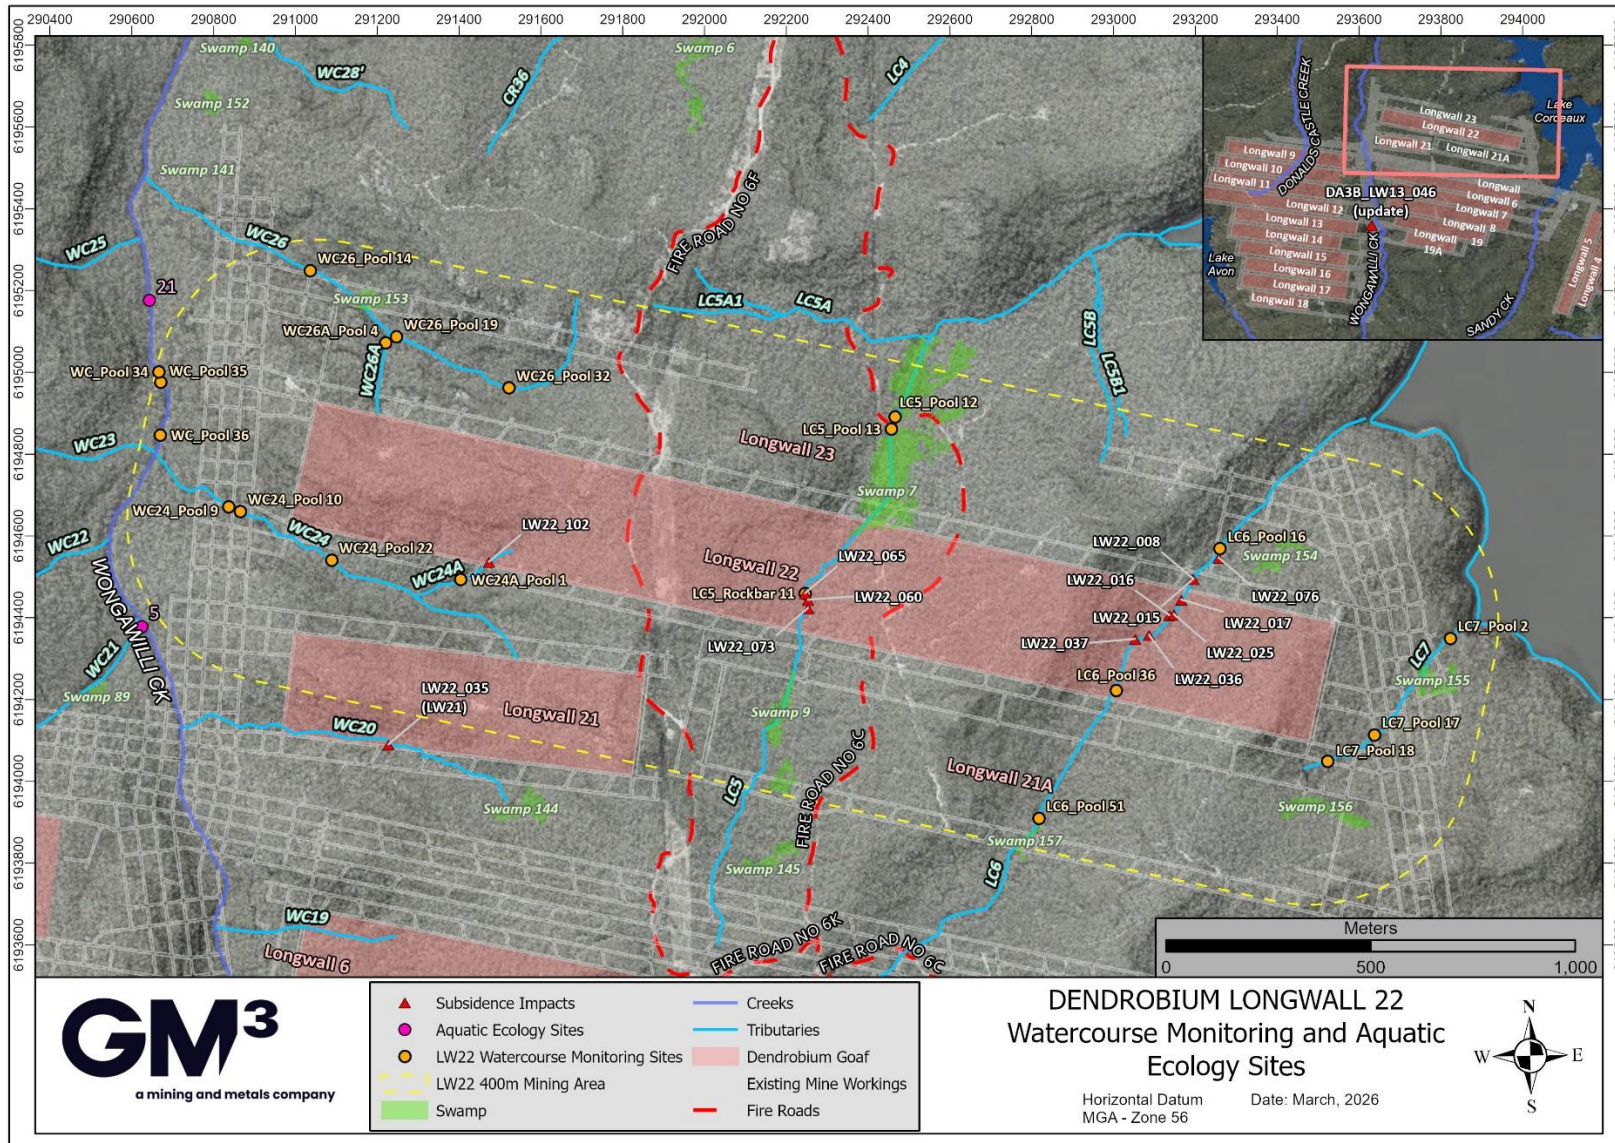 290400 290600 290800 291000 291200 291400 291600 291800 292000 292200 292400 292600 292800 293000 293200 293400 293600 293800 294000
6195800
6195600
6195400
6195200
6195000
6194800
6194600
6194400
6194200
6194000
6193800
6193600
Swamp 140
WC28'
CR36
Swamp 6
LC4
Swamp 152
Swamp 141
WC26
WC25
FIRE ROAD NO 6F
WC26_Pool 14
21
Swamp 153
LC5A1
LC5A
LC5B
WC26A_Pool 4
WC26_Pool 19
WC26A
WC26_Pool 32
LC5B1
WC_Pool 34
WC_Pool 35
LC5_Pool 12
LC5_Pool 13
WC_Pool 36
WC23
Longwall 23
Swamp 7
WC24_Pool 10
WC24_Pool 9
WC24
LW22_102
WC22
WC24_Pool 22
WC24A
WC24A_Pool 1
Longwall 22
LW22_065
LC5_Rockbar 11
LW22_060
LW22_073
LW22_008
LC6_Pool 16
Swamp 154
LW22_016
LW22_076
LW22_015
LW22_017
LW22_037
LW22_025
LW22_036
LC6_Pool 36
WONGAWILLI CK
5
WC21
Swamp 89
LW22_035
(LW21)
Longwall 21
WC20
Swamp 9
LC7_Pool 2
LC7
Swamp 155
LC7_Pool 17
LC7_Pool 18
Longwall 21A
LC5
FIRE ROAD NO 6C
LC6_Pool 51
Swamp 144
Swamp 157
Swamp 156
Swamp 145
LC6
WC19
Longwall 6
FIRE ROAD NO 6K
FIRE ROAD NO 6C
Lake
Cordeaux
DONALDS CASTLE CREEK
Longwall 23
Longwall 22
Longwall 21
Longwall 21A
Longwall 9
Longwall 10
Longwall 11
DA3B_LW13_046
(update)
Longwall
Longwall 6
Longwall 7
Longwall 8
Longwall 12
Longwall 13
Longwall 14
Longwall 15
Longwall 16
Longwall 17
Longwall 18
Longwall
19
Longwall
19A
Longwall 5
Longwall 4
Lake
Avon
WONGAWILLI CK
SANDY CK
Meters
0 500 1,000
GM3
a mining and metals company
Subsidence Impacts
Aquatic Ecology Sites
LW22 Watercourse Monitoring Sites
LW22 400m Mining Area
Swamp
Creeks
Tributaries
Dendrobium Goaf
Existing Mine Workings
Fire Roads
DENDROBIUM LONGWALL 22
Watercourse Monitoring and Aquatic
Ecology Sites
Horizontal Datum
MGA - Zone 56
Date: March, 2026
N
W E
S